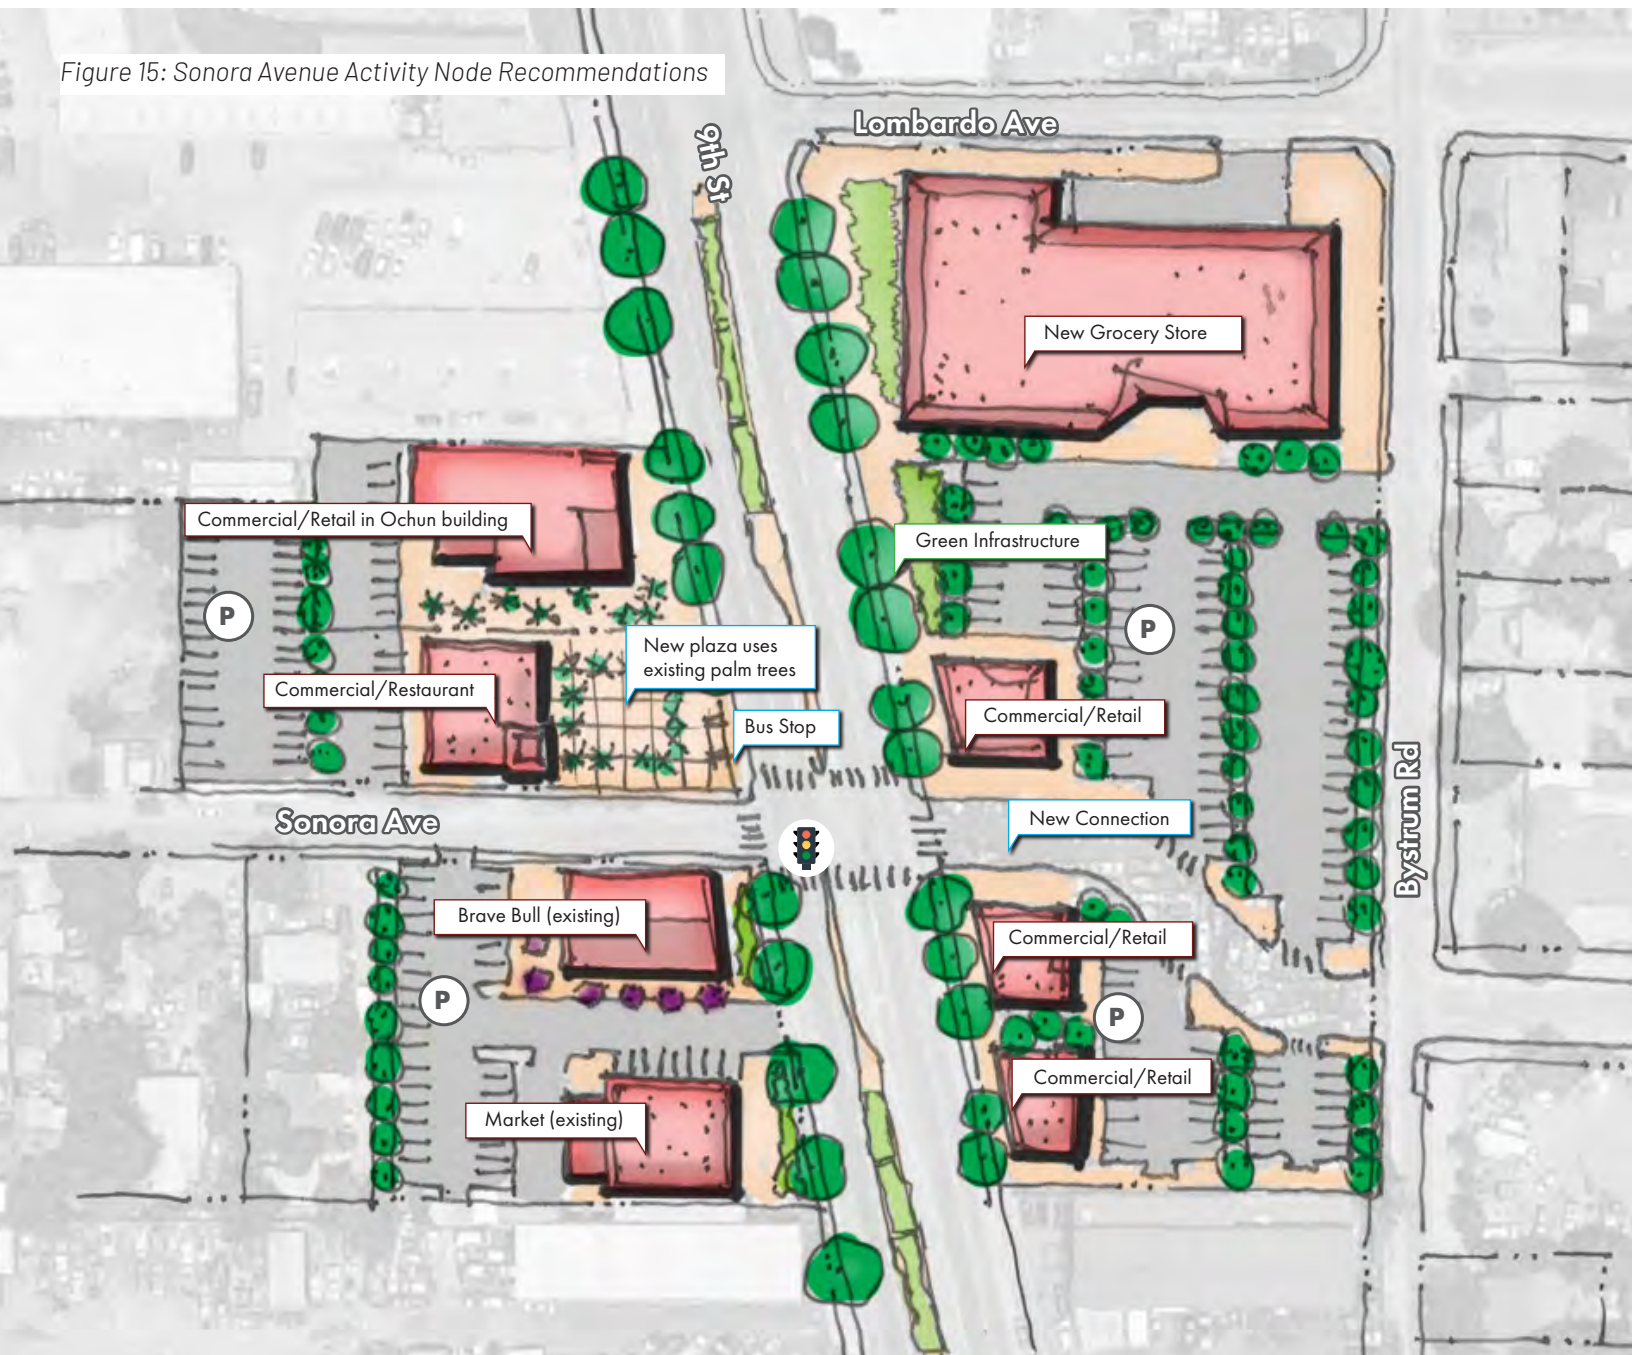 Figure 15: Sonora Avenue Activity Node Recommendations
Lombardo Ave
9th St
New Grocery Store
Commercial/Retail in Ochun building
Green Infrastructure
P
P
New plaza uses
existing palm trees
Commercial/Restaurant
Commercial/Retail
Bus Stop
Bystrum Rd
New Connection
Sonora Ave
Brave Bull (existing)
Commercial/Retail
P
P
Commercial/Retail
Market (existing)